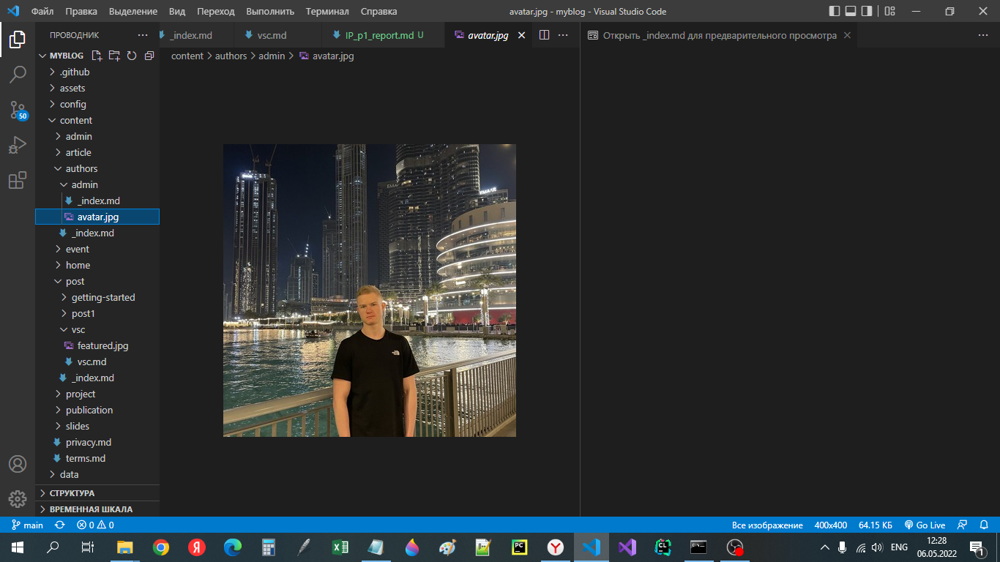 Файл Правка Выделение Вид Переход Выполнить Терминал Справка
avatar.jpg - myblog - Visual Studio Code
ПРОВОДНИК
_index.md
vsc.md
IP_p1_report.md U
avatar.jpg
Открыть _index.md для предварительного просмотра
MYBLOG
content > authors > admin > avatar.jpg
.github
assets
config
content
admin
article
authors
admin
_index.md
avatar.jpg
_index.md
event
home
post
getting-started
post1
vsc
featured.jpg
vsc.md
_index.md
project
publication
slides
privacy.md
terms.md
data
СТРУКТУРА
ВРЕМЕННАЯ ШКАЛА
50
main
0 0
Все изображение
400x400
64.15 КБ
Go Live
Я
PC
Y
CL
ENG
12:28
06.05.2022
1